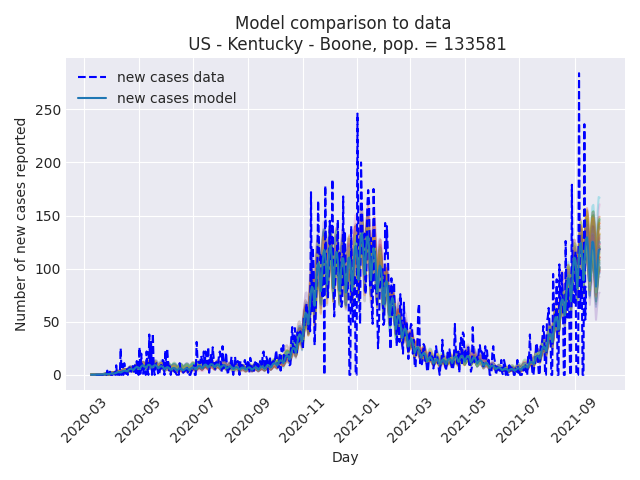 Model comparison to data
US - Kentucky - Boone, pop. = 133581
new cases data
new cases model
Number of new cases reported
250
200
150
100
50
0
2020-03
2020-05
2020-07
2020-09
2020-11
2021-01
2021-03
2021-05
2021-07
2021-09
Day